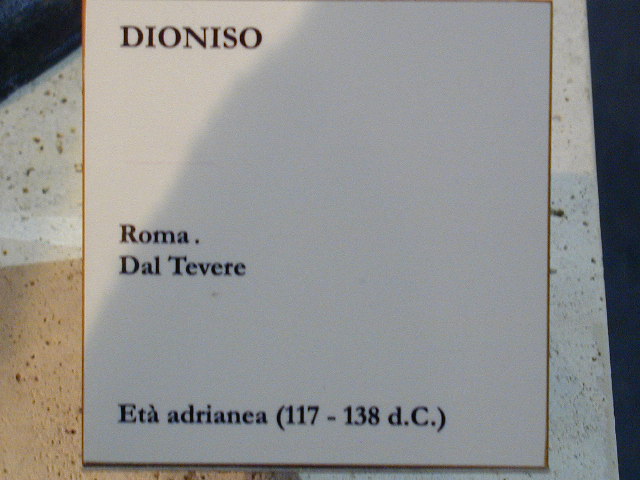 DIONISO
Roma.
Dal Tevere
Età adrianea (117 - 138 d.C.)